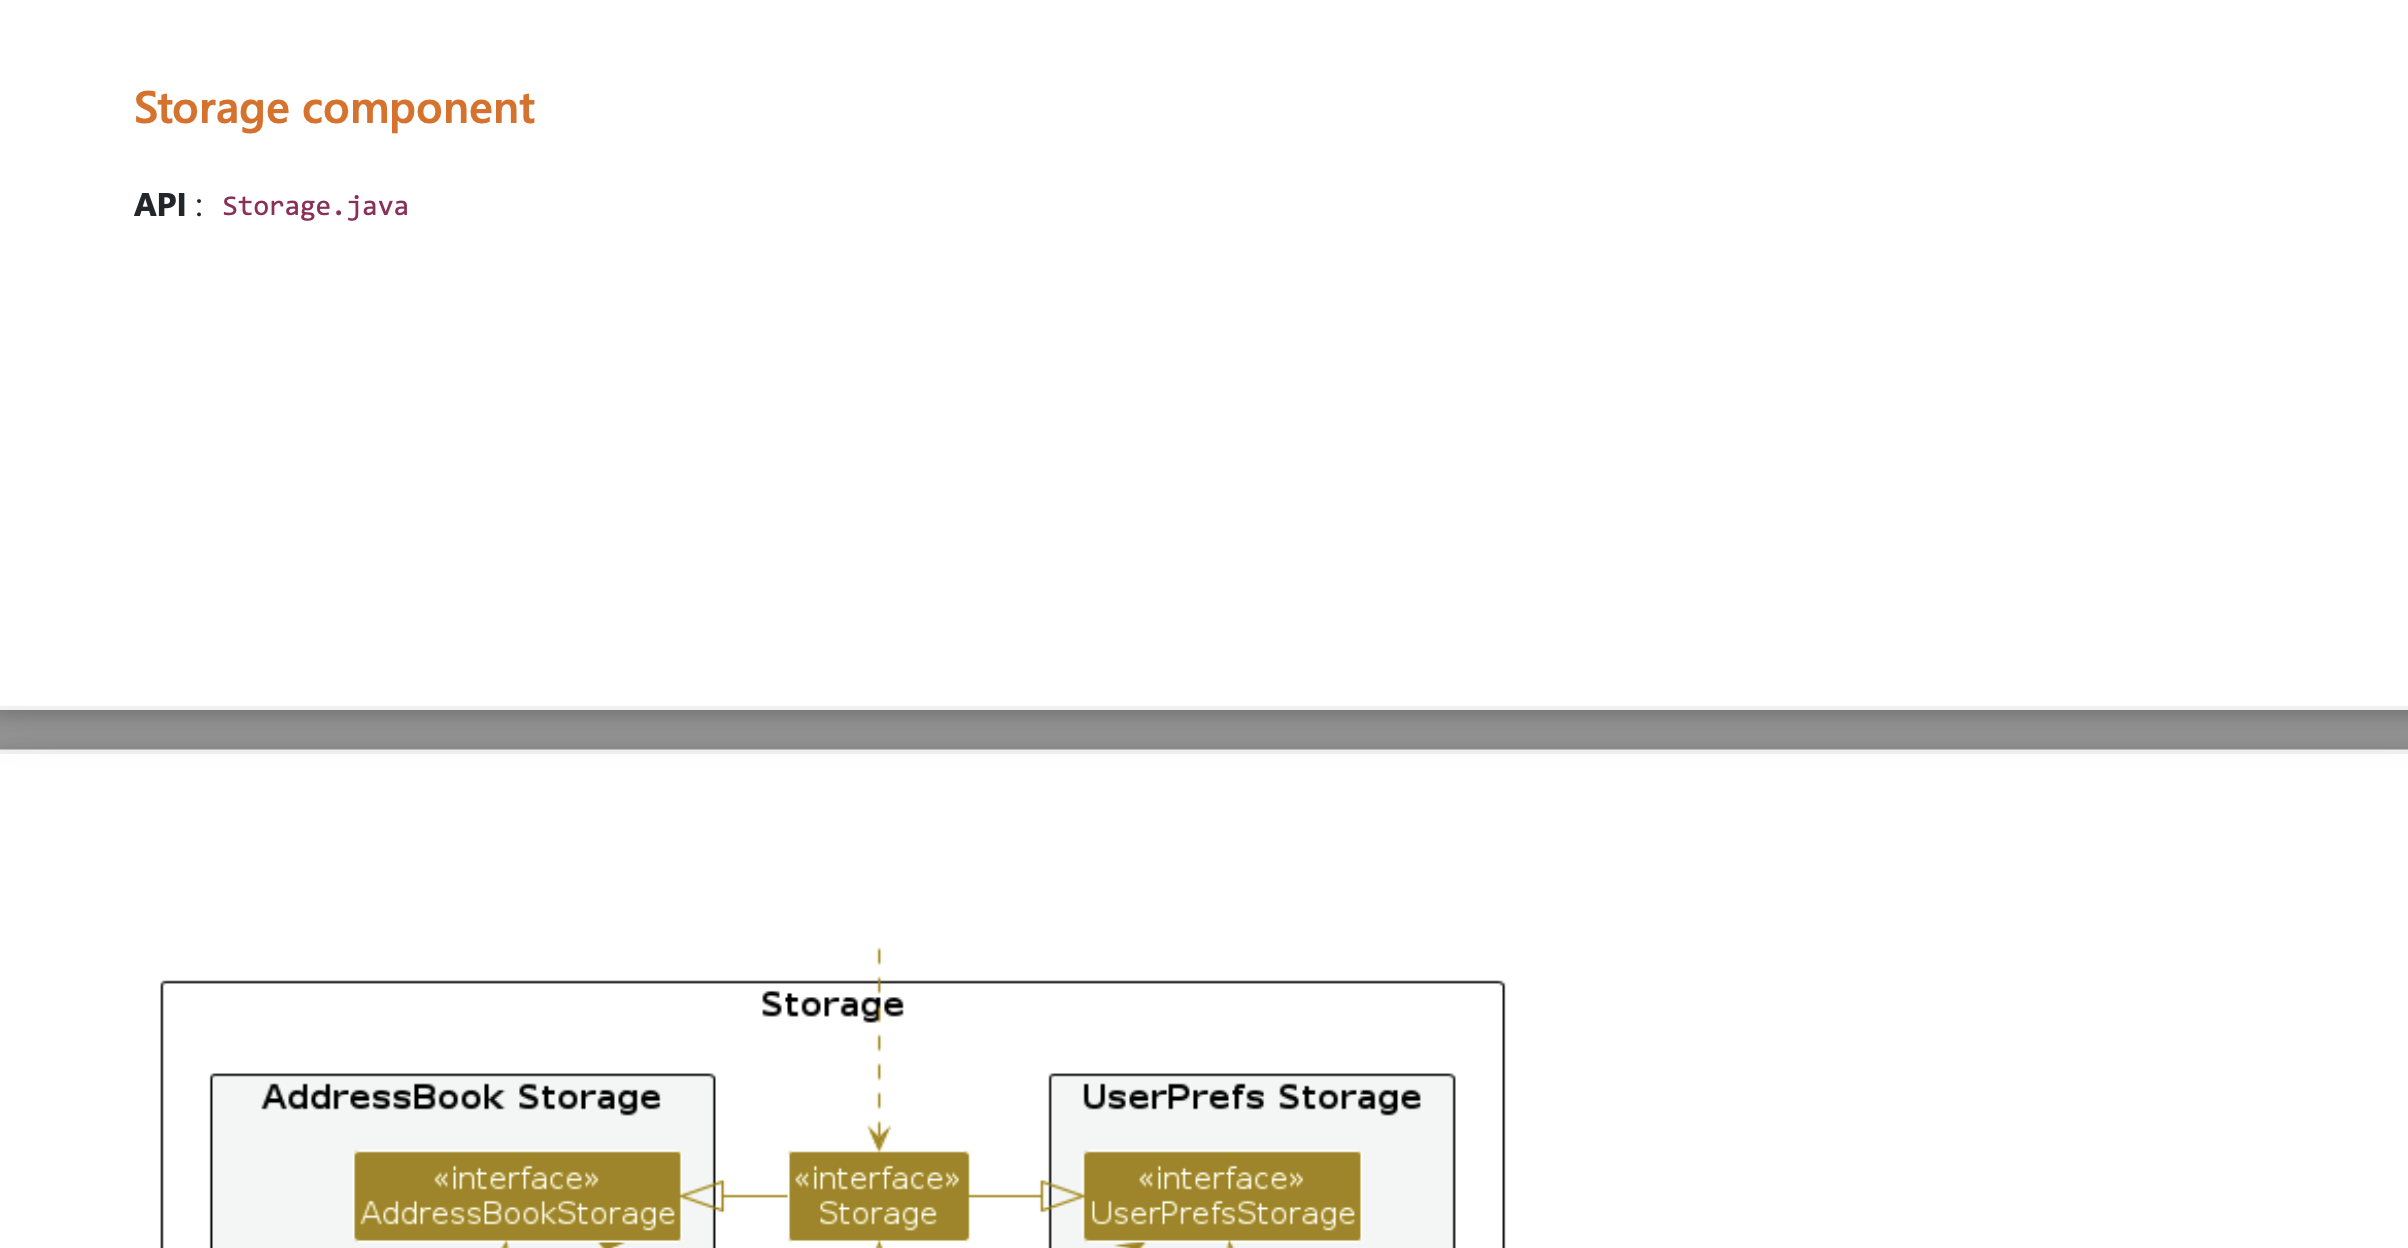 Storage component
API : Storage.java
Storage
AddressBook Storage
UserPrefs Storage
«interface»
AddressBookStorage
«interface»
Storage
«interface»
UserPrefsStorage